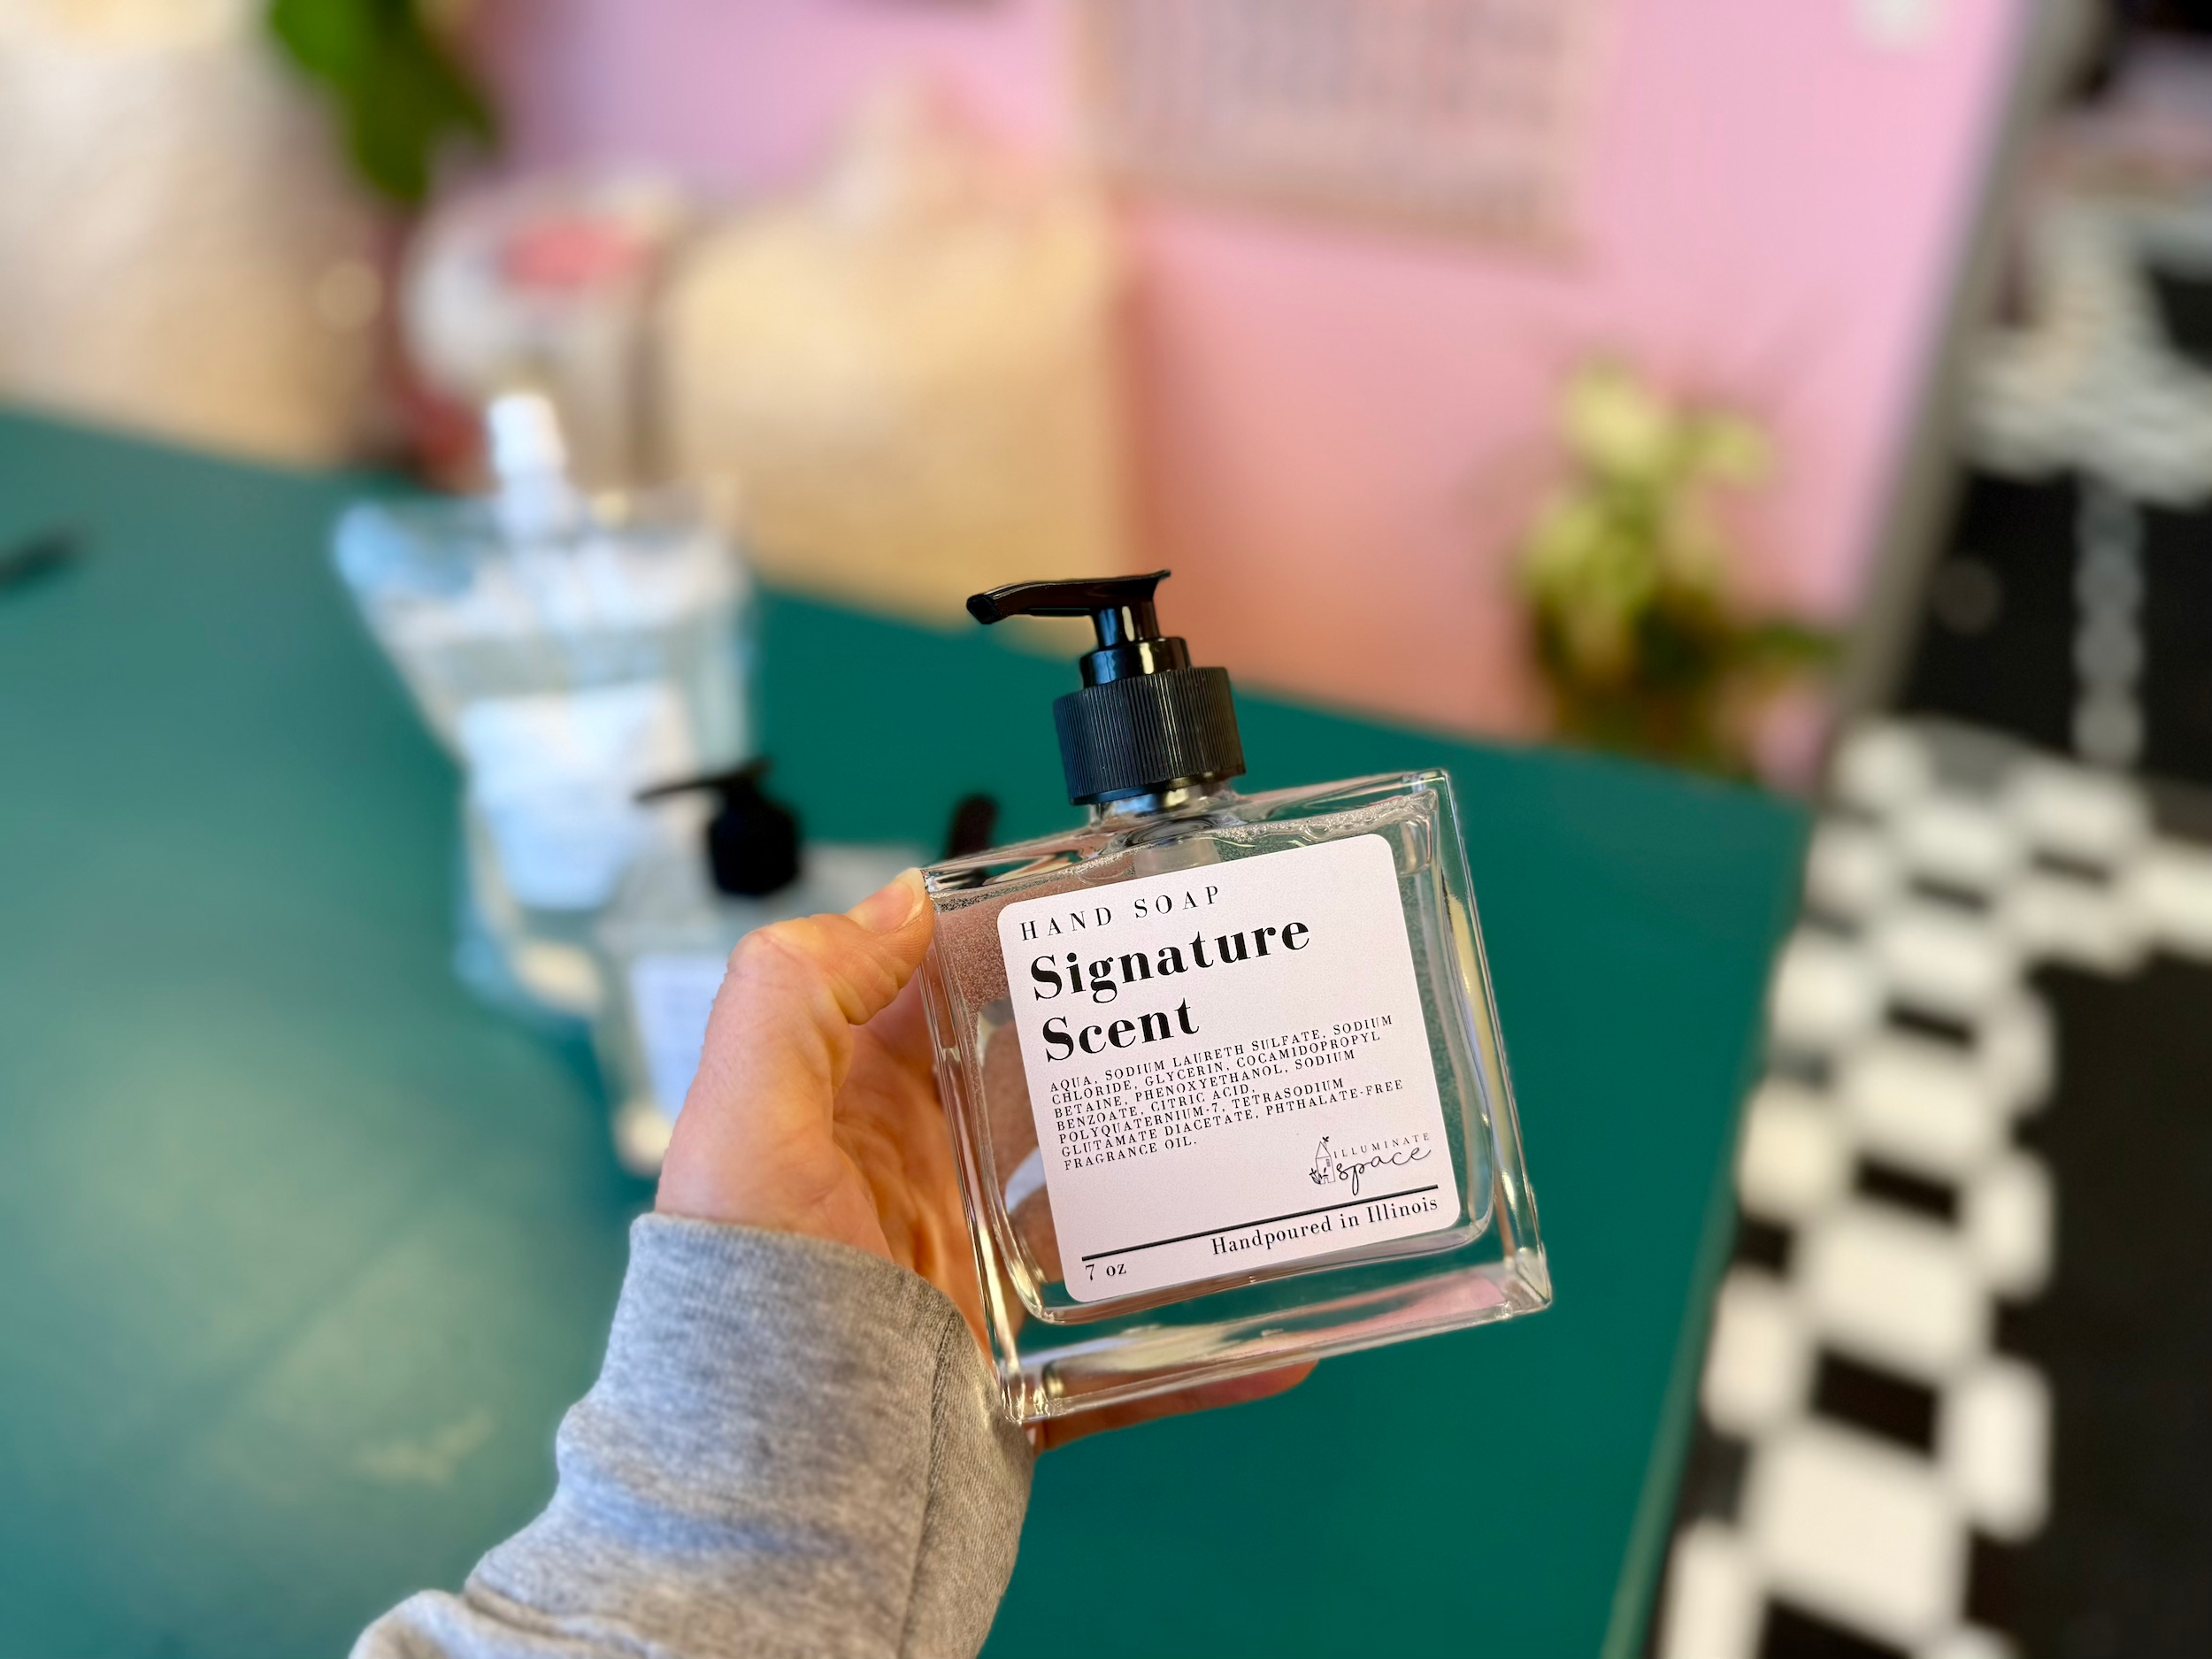 HAND SOAP
Signature
Scent
AQUA, SODIUM LAURETH SULFATE, SODIUM
CHLORIDE, GLYCERIN, COCAMIDOPROPYL
BETAINE, PHENOXYETHANOL, SODIUM
BENZOATE, CITRIC ACID,
POLYQUATERNIUM-7, TETRASODIUM
GLUTAMATE DIACETATE, PHTHALATE-FREE
FRAGRANCE OIL.
ILLUMINATE
space
Handpoured in Illinois
7 oz